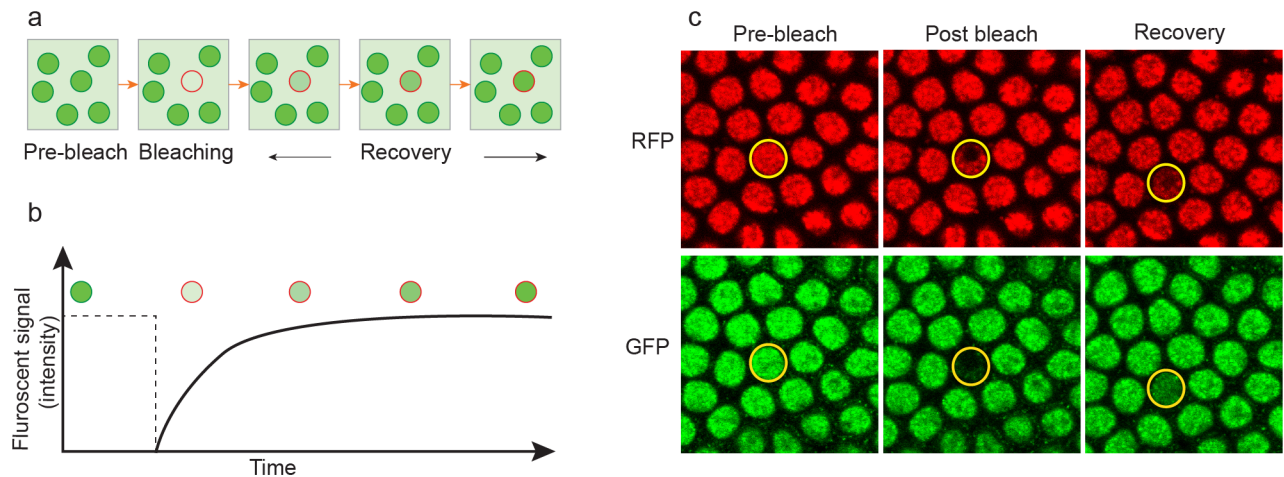 a
Pre-bleach Bleaching Recovery
b
Fluroscent signal
(intensity)
Time
c
Pre-bleach Post bleach Recovery
RFP
GFP